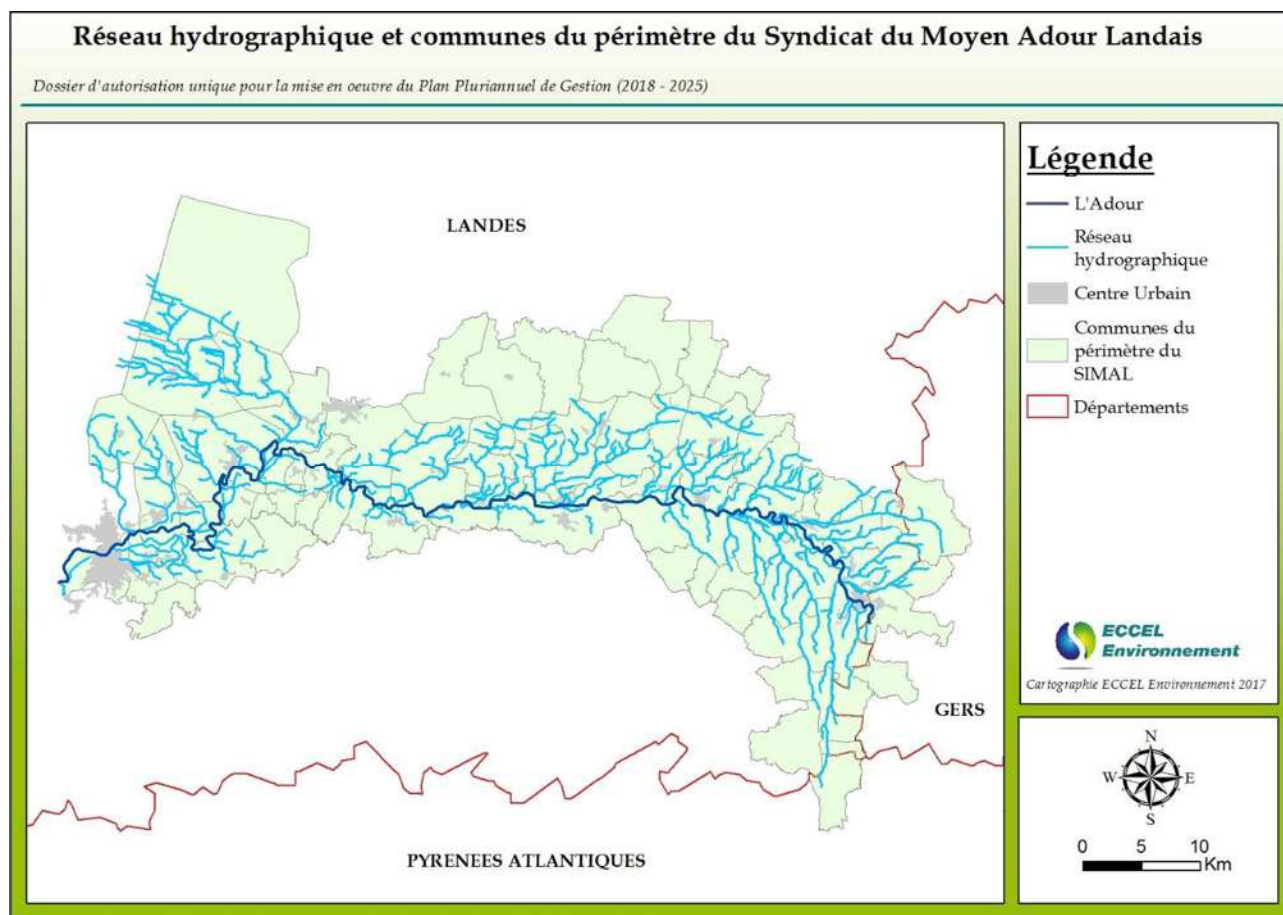 Réseau hydrographique et communes du périmètre du Syndicat du Moyen Adour Landais
Dossier d'autorisation unique pour la mise en oeuvre du Plan Pluriannuel de Gestion (2018 - 2025)
LANDES
GERS
PYRENEES ATLANTIQUES
Légende
L'Adour
Réseau
hydrographique
Centre Urbain
Communes du
périmètre du
SIMAL
Départements
ECCEL
Environnement
Cartographie ECCEL Environnement 2017
N
W E
S
0 5 10
Km